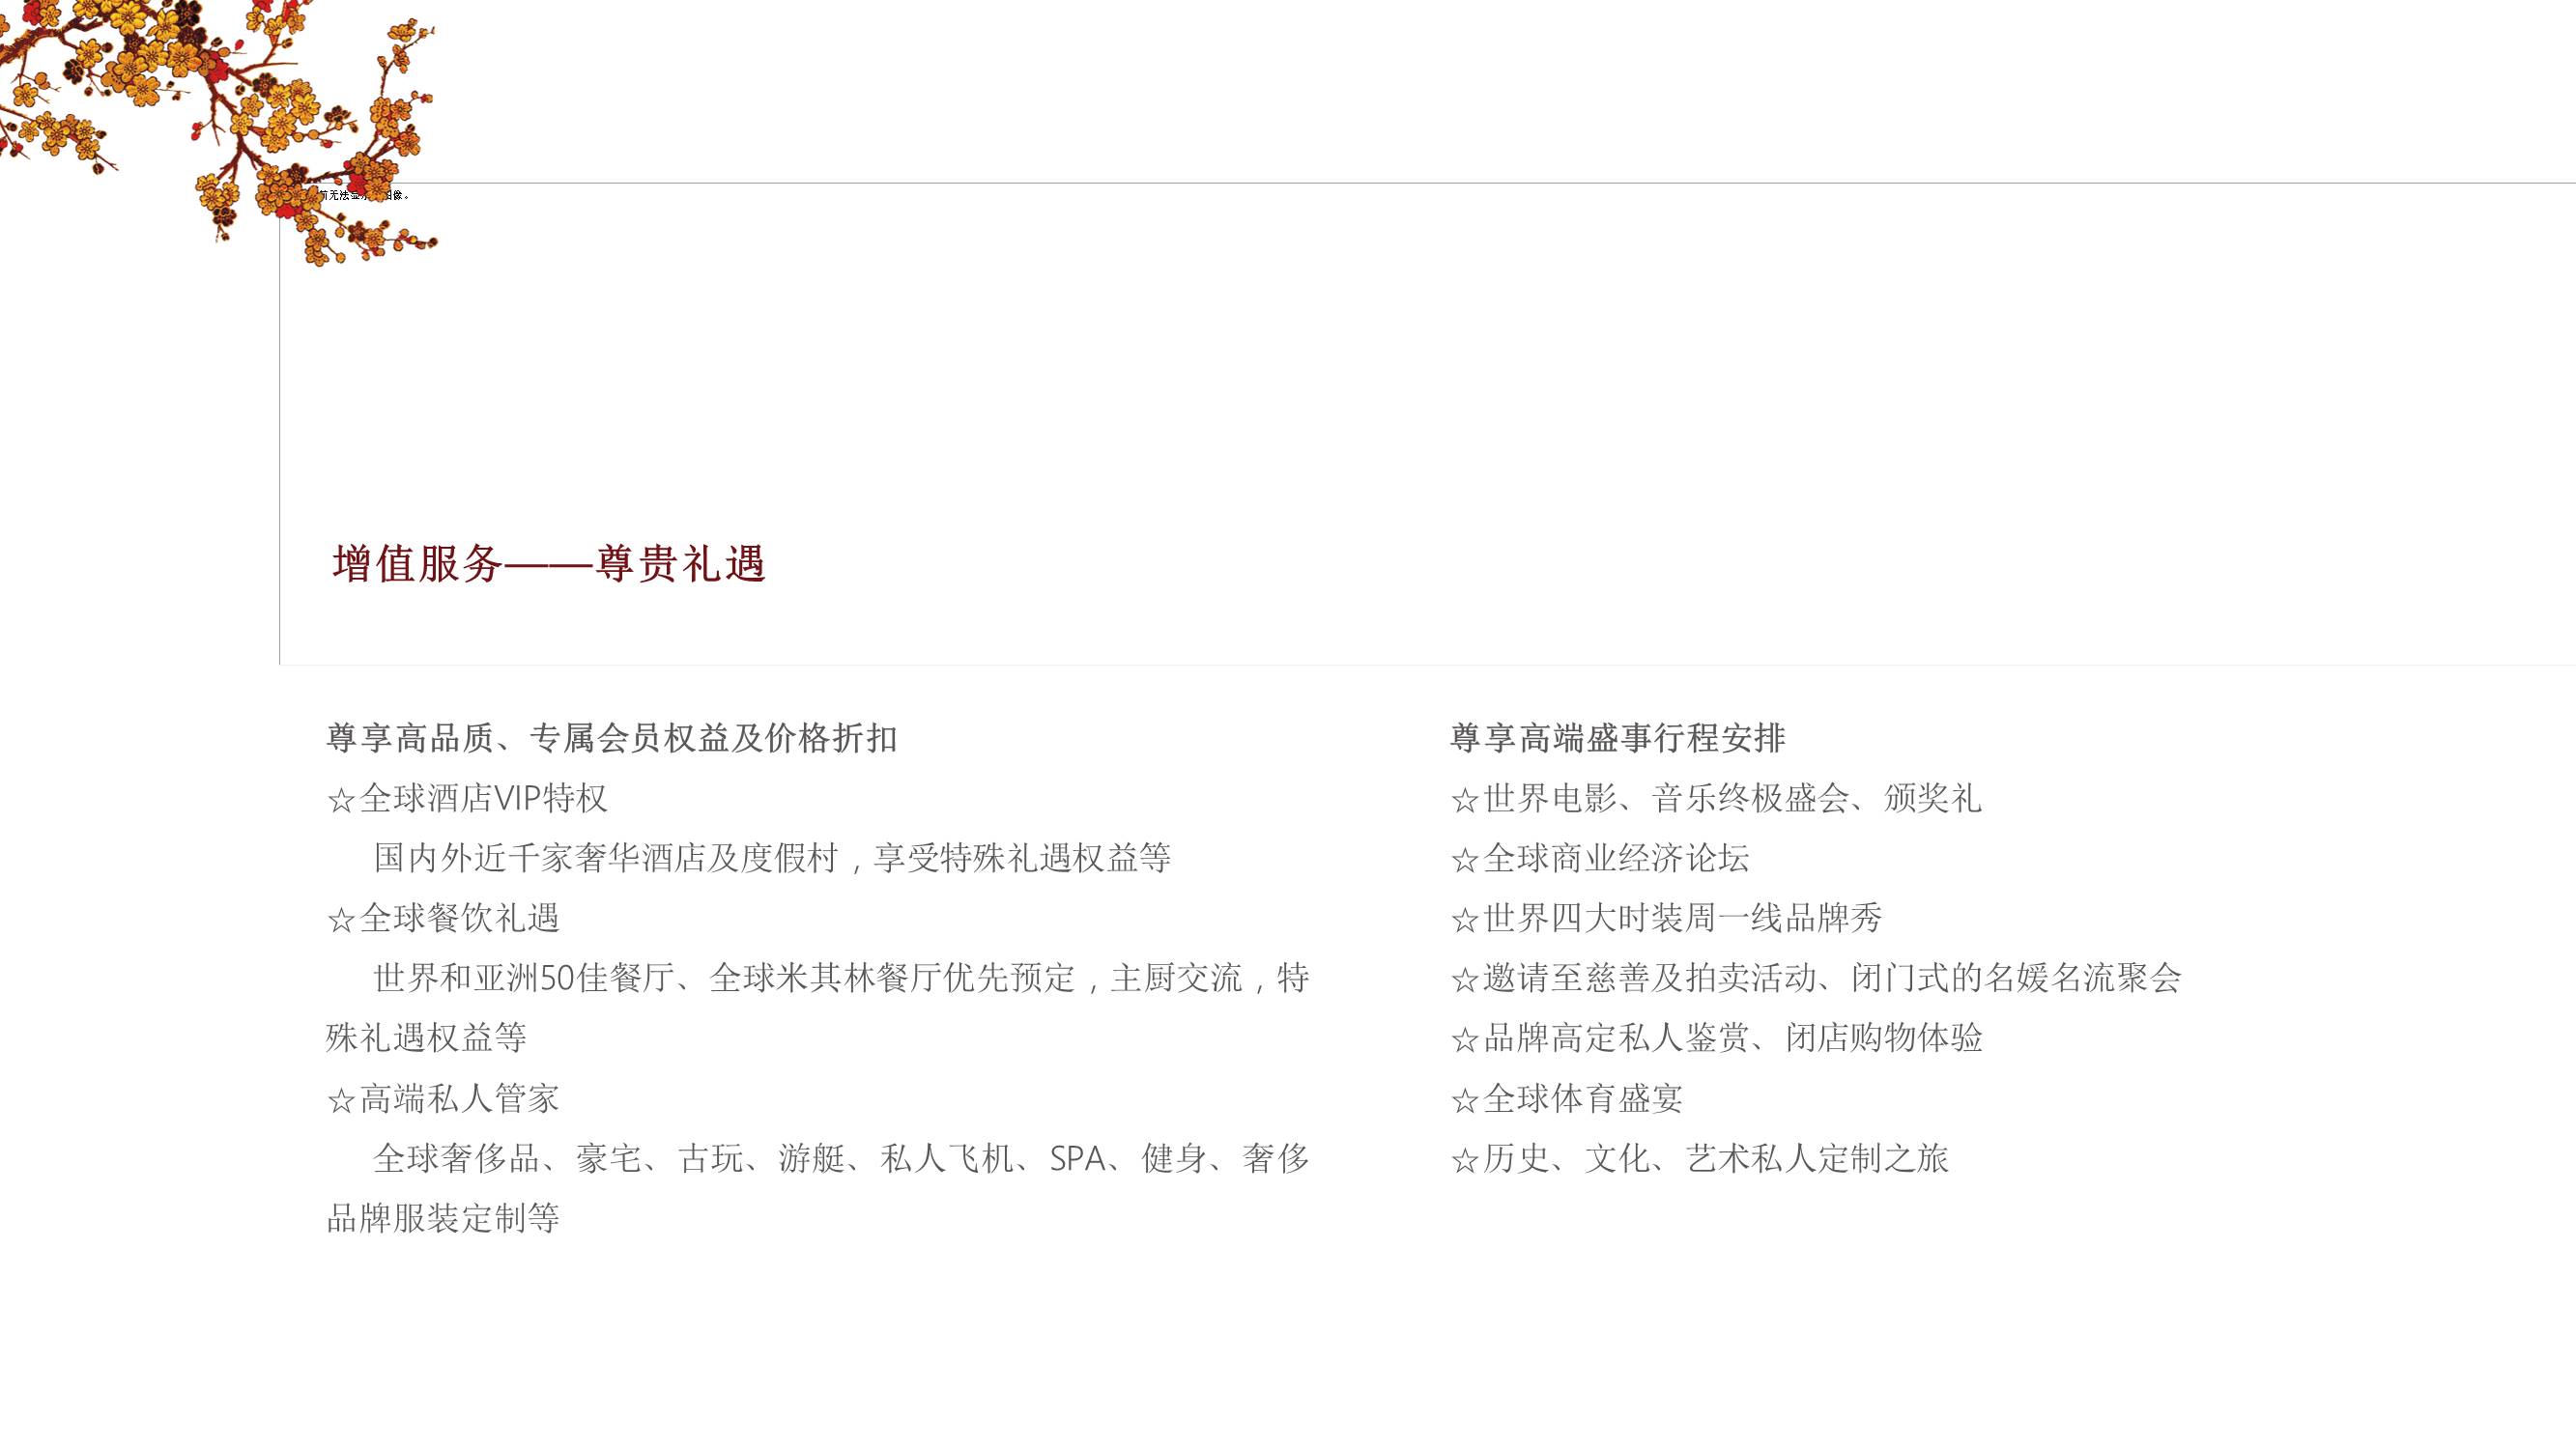 无法
像。
增值服务——尊贵礼遇
尊享高品质、专属会员权益及价格折扣
☆全球酒店VIP特权
国内外近千家奢华酒店及度假村，享受特殊礼遇权益等
☆全球餐饮礼遇
世界和亚洲50佳餐厅、全球米其林餐厅优先预定，主厨交流，特
殊礼遇权益等
☆高端私人管家
全球奢侈品、豪宅、古玩、游艇、私人飞机、SPA、健身、奢侈
品牌服装定制等
尊享高端盛事行程安排
☆世界电影、音乐终极盛会、颁奖礼
☆全球商业经济论坛
☆世界四大时装周一线品牌秀
☆邀请至慈善及拍卖活动、闭门式的名媛名流聚会
☆品牌高定私人鉴赏、闭店购物体验
☆全球体育盛宴
☆历史、文化、艺术私人定制之旅